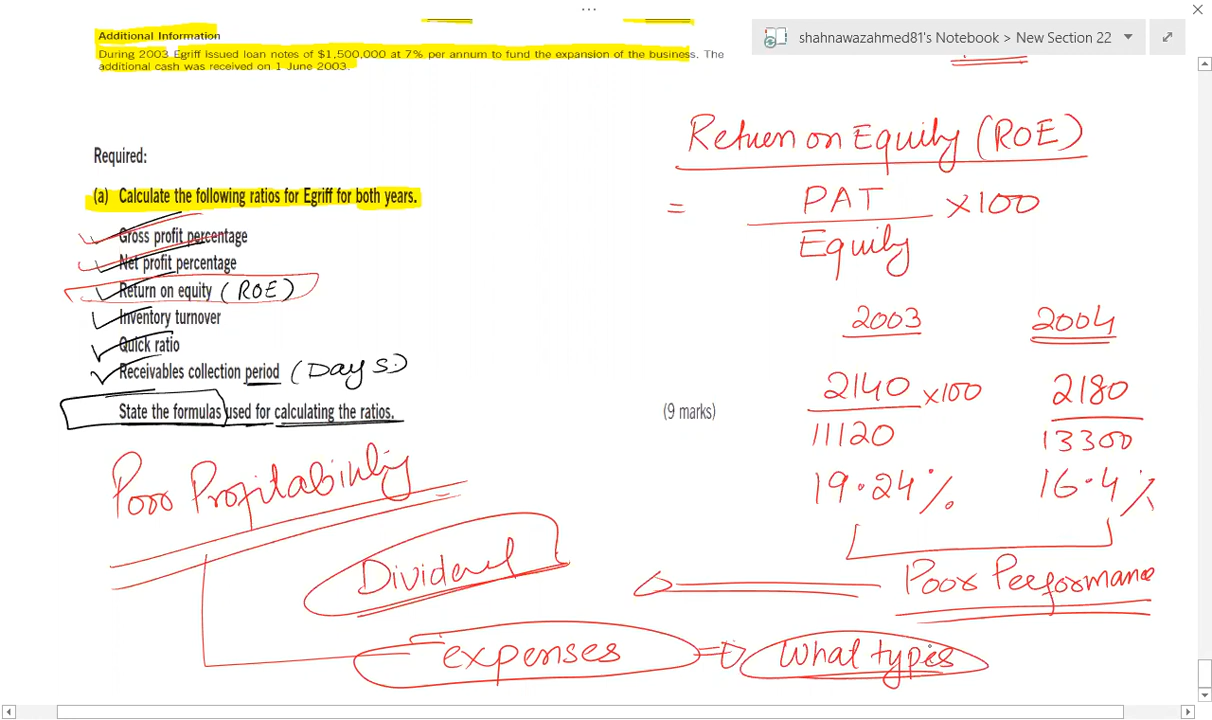 Additional Information
During 2003 Egriff issued loan notes of $1,500,000 at 7% per annum to fund the expansion of the business. The
additional cash was received on 1 June 2003.
shahnawazahmed81's Notebook > New Section 22
Required:
(a) Calculate the following ratios for Egriff for both years.
Gross profit percentage
Net profit percentage
Return on equity (ROE)
Inventory turnover
Quick ratio
Receivables collection period (Days)
State the formulas used for calculating the ratios.
(9 marks)
Return on Equity (ROE)
= PAT x100
Equity
2003 2004
2140 x100 2180
11120 13300
19.24% 16.4%
Poor Performance
Poor Profitability
Dividend
expenses
What types